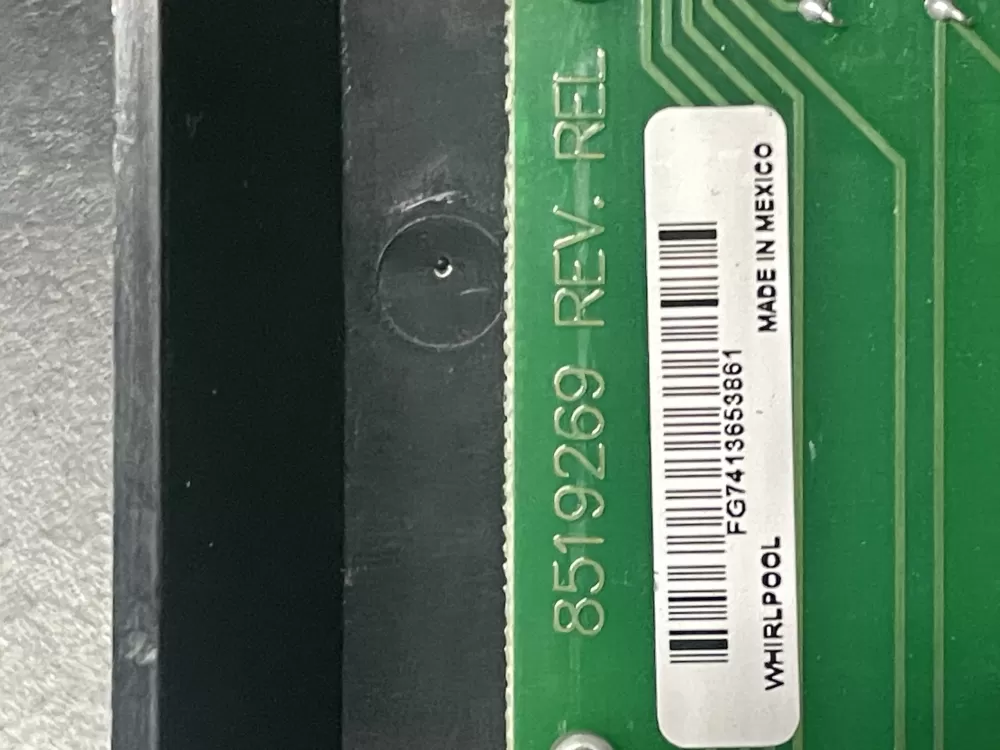 8519269 REV. REL
FG7413653861
WHIRLPOOL MADE IN MEXICO